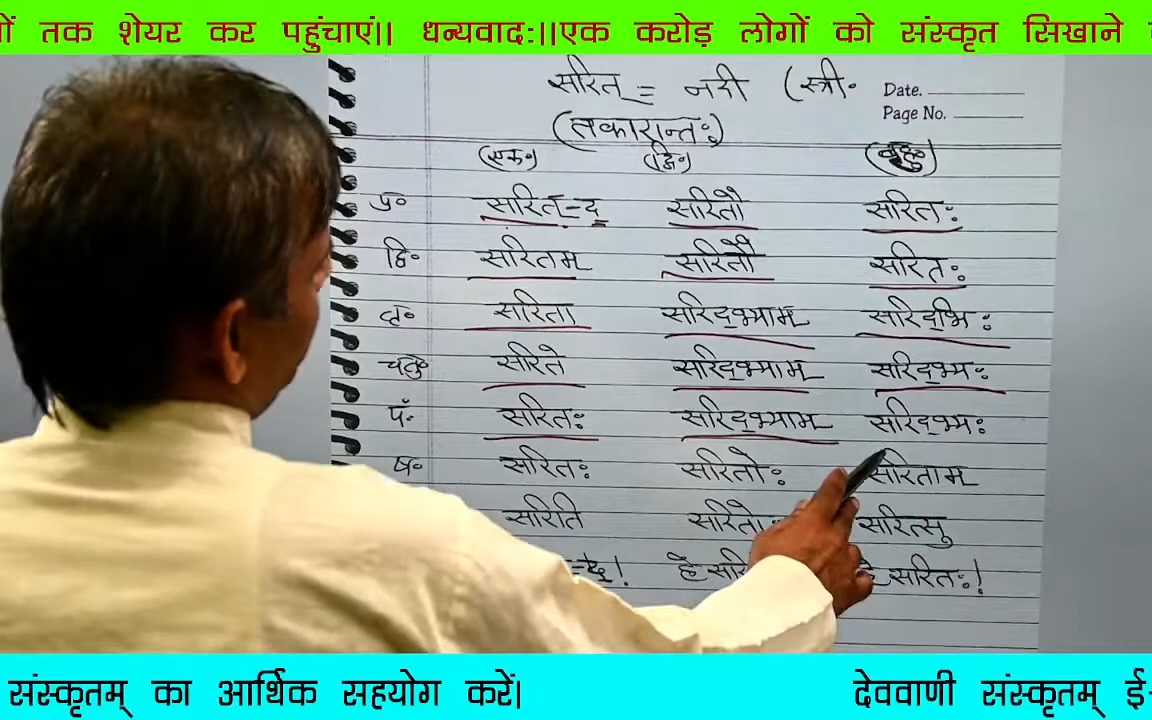 ों तक शेयर कर पहुंचाएं|| धन्यवादः||एक करोड़ लोगों को संस्कृत सिखाने
सरित् = नदी (स्त्री॰
Date.
Page No.
(तकारान्तः)
(एक॰) (द्वि॰) (बहु॰)
प्र॰ सरित्=द् सरितौ सरितः
द्वि॰ सरितम् सरितौ सरितः
तृ॰ सरिता सरिद्भ्याम् सरिद्भिः
चतु॰ सरिते सरिद्भ्याम् सरिद्भ्यः
पं॰ सरितः सरिद्भ्याम् सरिद्भ्यः
ष॰ सरितः सरितोः सरिताम्
सरिति सरितोः सरित्सु
=द्! हे सरि हे सरितः!
संस्कृतम् का आर्थिक सहयोग करें| देववाणी संस्कृतम् ई-